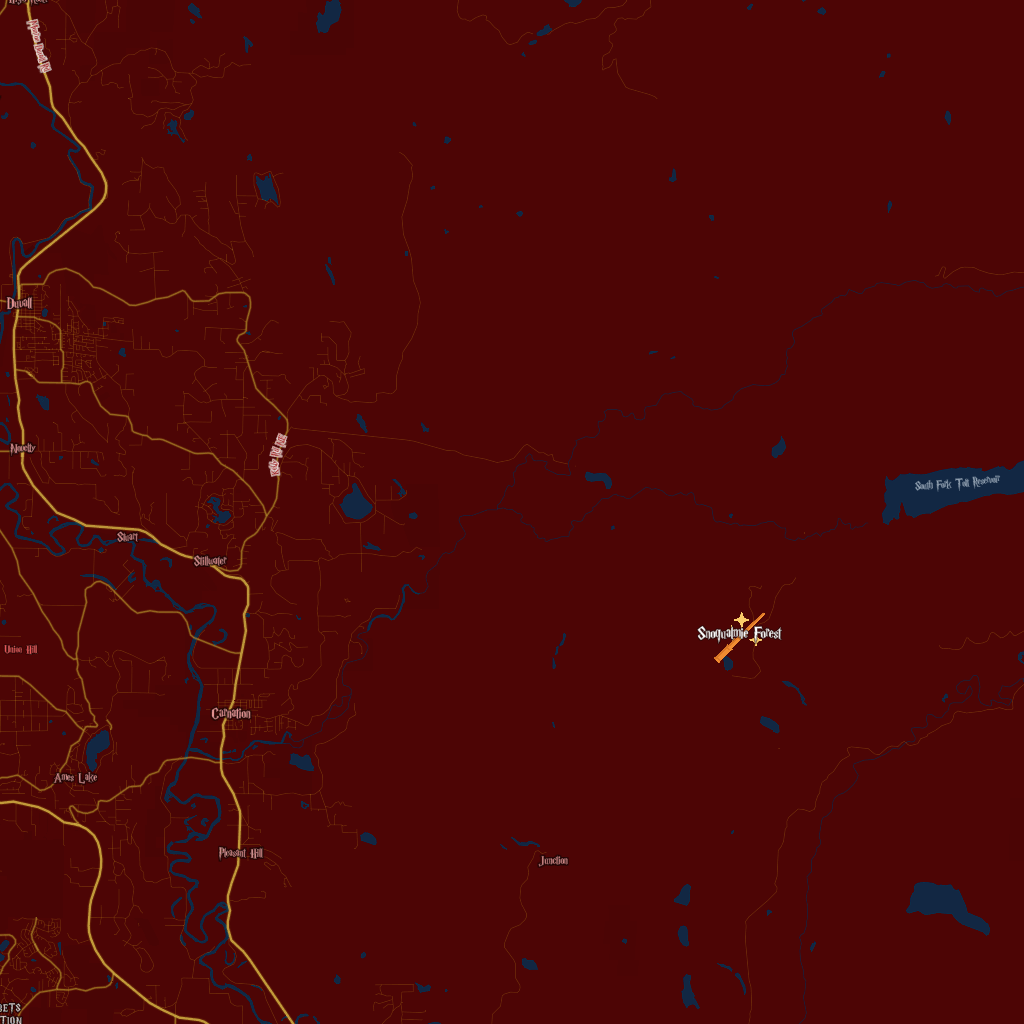 Duvall
Novelty
Stuart
Stillwater
South Fork Tolt Reservoir
Snoqualmie Forest
Union Hill
Carnation
Ames Lake
Pleasant Hill
Junction